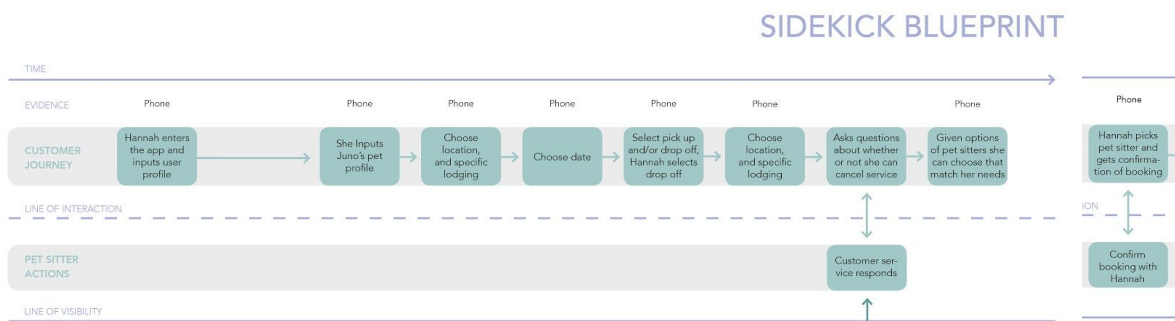 SIDEKICK BLUEPRINT
TIME
EVIDENCE
Phone
Phone
Phone
Phone
Phone
Phone
Phone
Phone
CUSTOMER
JOURNEY
Hannah enters
the app and
inputs user
profile
She Inputs
Juno's pet
profile
Choose
location,
and specific
lodging
Choose date
Select pick up
and/or drop off,
Hannah selects
drop off
Choose
location,
and specific
lodging
Asks questions
about whether
or not she can
cancel service
Given options
of pet sitters she
can choose that
match her needs
Hannah picks
pet sitter and
gets confirma-
tion of booking
LINE OF INTERACTION
ION
PET SITTER
ACTIONS
Customer ser-
vice responds
Confirm
booking with
Hannah
LINE OF VISIBILITY